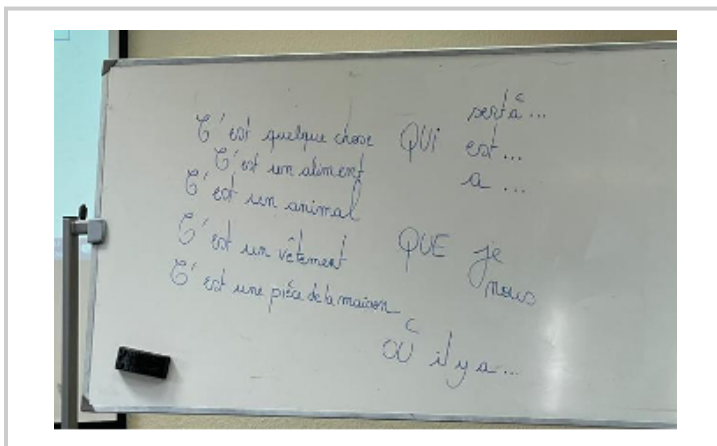 C'est quelque chose QUI sert à...
est...
C'est un aliment
a...
C'est un animal
C'est un vêtement QUE je
nous
C'est une pièce de la maison
OÙ il y a...